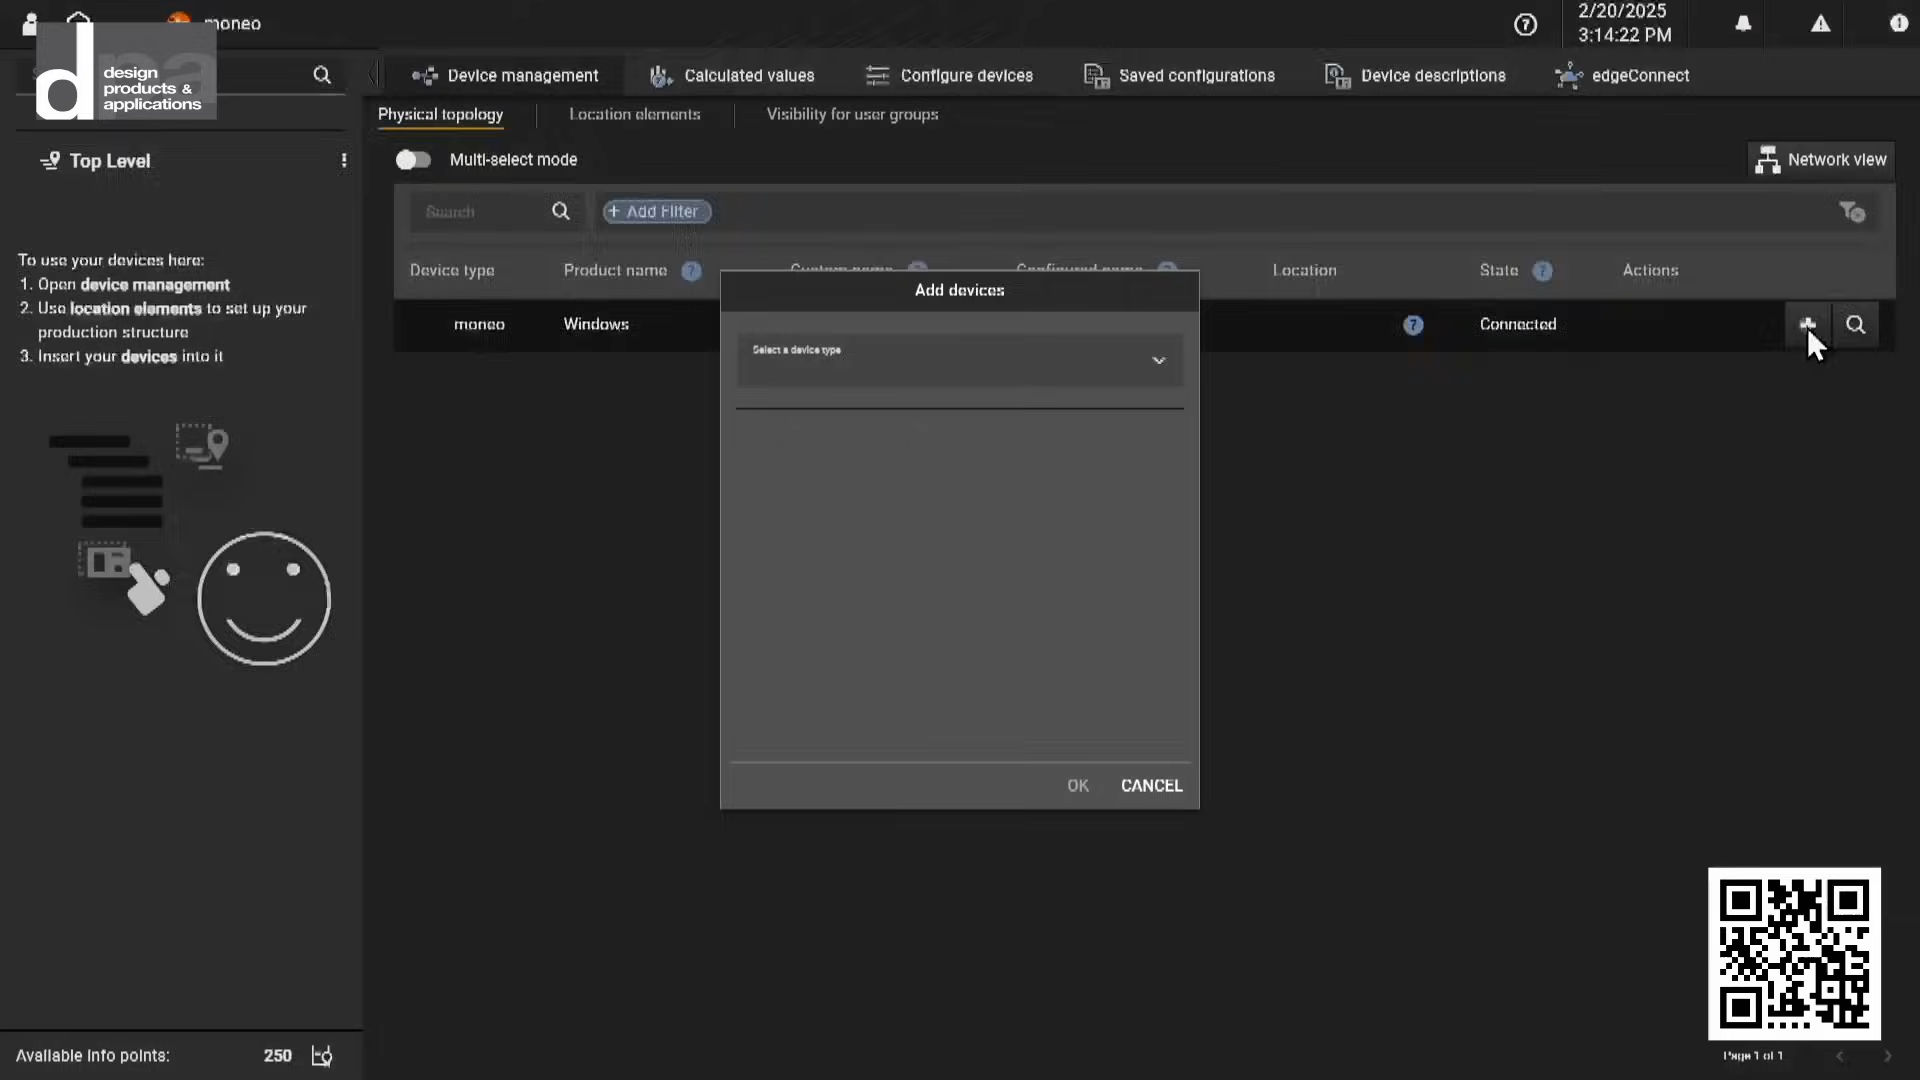 moneo
2/20/2025
3:14:22 PM
design
products &
applications
Device management
Calculated values
Configure devices
Saved configurations
Device descriptions
edgeConnect
Physical topology
Location elements
Visibility for user groups
Top Level
Multi-select mode
Network view
Search
+ Add Filter
To use your devices here:
1. Open device management
2. Use location elements to set up your
production structure
3. Insert your devices into it
Device type
Product name
Custom name
Configured name
Location
State
Actions
Add devices
moneo
Windows
Connected
Select a device type
OK
CANCEL
Available info points:
250
Page 1 of 1